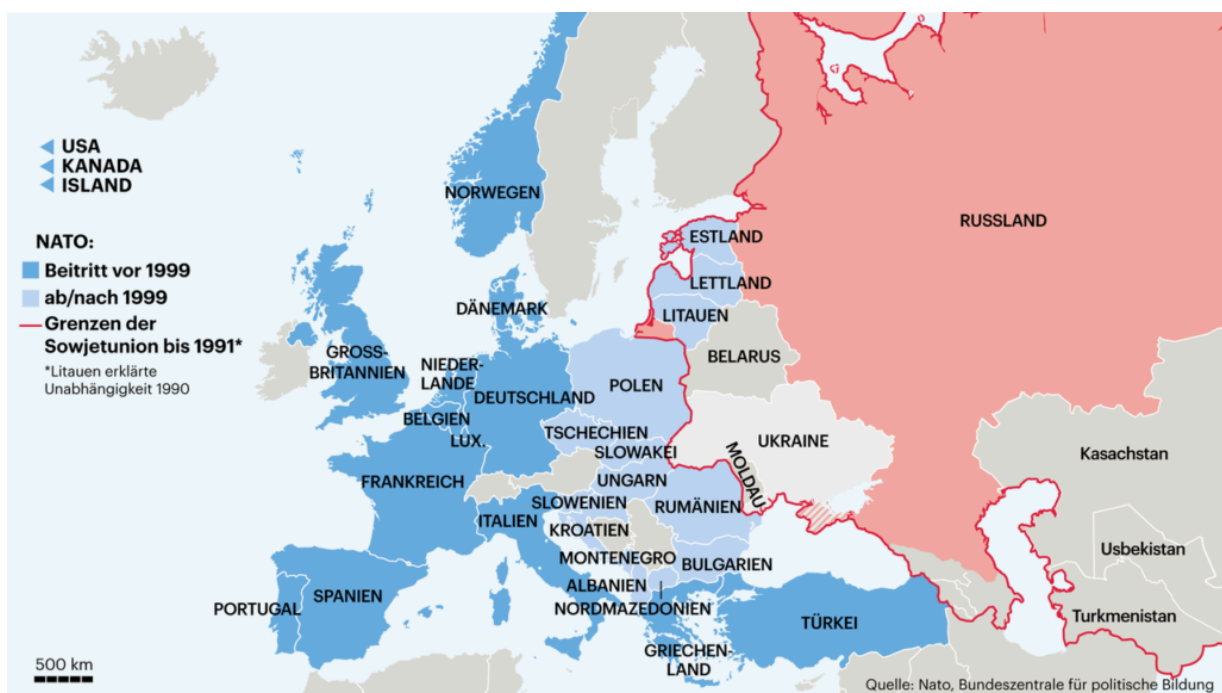 USA
KANADA
ISLAND
NATO:
Beitritt vor 1999
ab/nach 1999
Grenzen der
Sowjetunion bis 1991*
*Litauen erklärte
Unabhängigkeit 1990
NORWEGEN
RUSSLAND
ESTLAND
LETTLAND
LITAUEN
DÄNEMARK
BELARUS
GROSS-
BRITANNIEN
NIEDER-
LANDE
POLEN
DEUTSCHLAND
BELGIEN
LUX.
TSCHECHIEN
SLOWAKEI
UKRAINE
MOLDAU
Kasachstan
FRANKREICH
UNGARN
SLOWENIEN
RUMÄNIEN
ITALIEN
KROATIEN
Usbekistan
MONTENEGRO
BULGARIEN
ALBANIEN
SPANIEN
PORTUGAL
NORDMAZEDONIEN
TÜRKEI
Turkmenistan
GRIECHEN-
LAND
500 km
Quelle: Nato, Bundeszentrale für politische Bildung